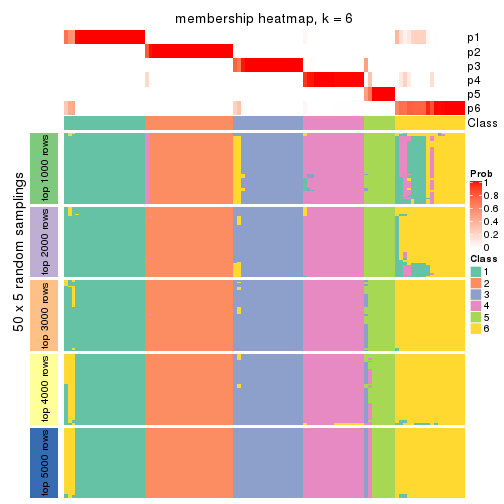 membership heatmap, k = 6
p1
p2
p3
p4
p5
p6
Class
50 x 5 random samplings
top 1000 rows
top 2000 rows
top 3000 rows
top 4000 rows
top 5000 rows
Prob
1
0.8
0.6
0.4
0.2
0
Class
1
2
3
4
5
6